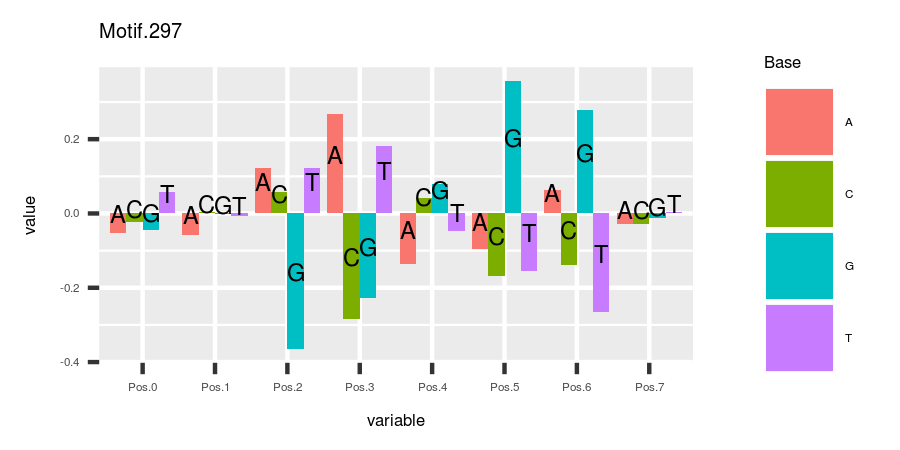 Motif.297
Base
A
C
G
T
value
0.2
0.0
-0.2
-0.4
A C G T A C G T A C G T A C G T A C G T A C G T A C G T A C G T
Pos.0 Pos.1 Pos.2 Pos.3 Pos.4 Pos.5 Pos.6 Pos.7
variable